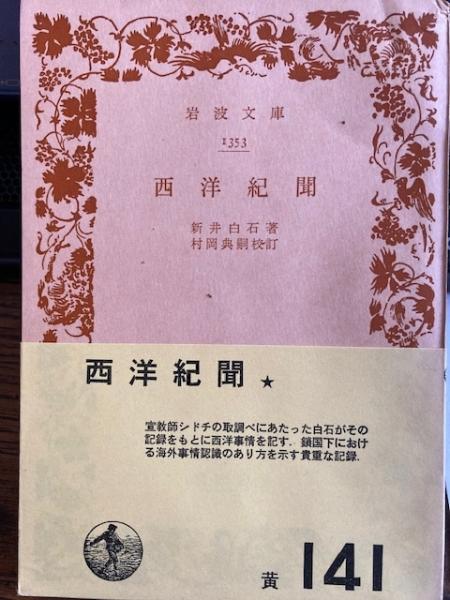 岩波文庫
1353
西洋紀聞
新井白石著
村岡典嗣校訂
西洋紀聞 ★
宣教師シドチの取調べにあたった白石がその
記録をもとに西洋事情を記す．鎖国下におけ
る海外事情認識のあり方を示す貴重な記録．
黄 141